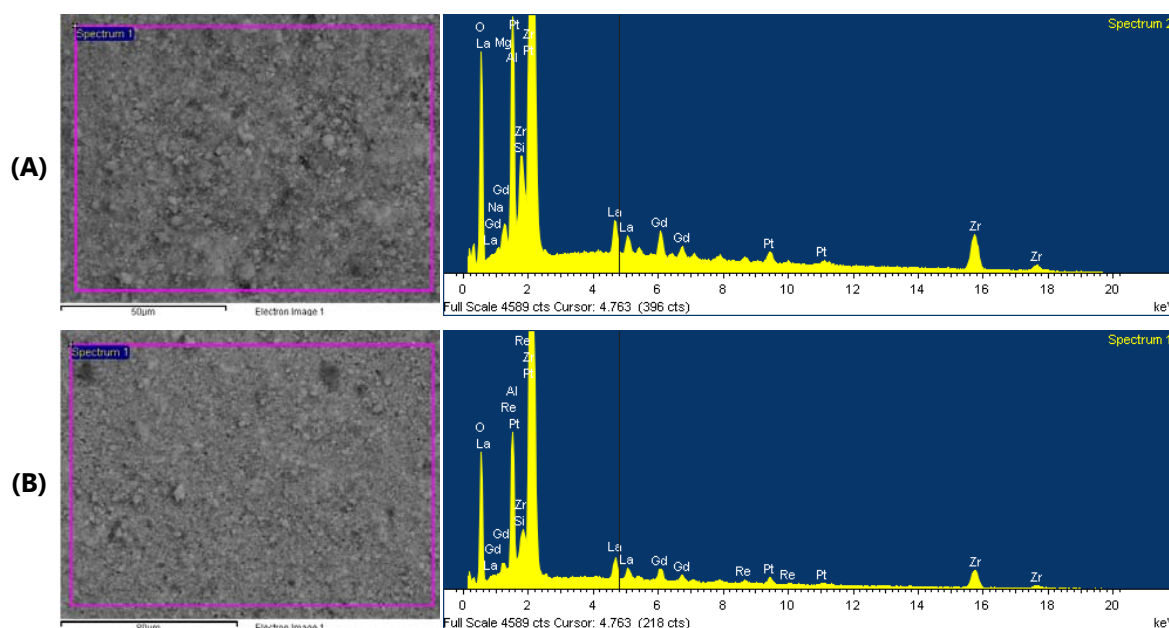 (A)
Spectrum 1
50µm
Electron Image 1
Spectrum 2
O
La
Mg
Pt
Al
Zr
Si
Gd
Na
Gd
La
La
La
Gd
Gd
Pt
Pt
Zr
Zr
0 2 4 6 8 10 12 14 16 18 20
Full Scale 4589 cts Cursor: 4.763 (396 cts)
(B)
Spectrum 1
80µm
Electron Image 1
Spectrum 1
Re
Al
Re
Pt
O
La
Zr
Si
Gd
Gd
La
La
La
Gd
Gd
Re
Pt
Re
Pt
Zr
Zr
0 2 4 6 8 10 12 14 16 18 20
Full Scale 4589 cts Cursor: 4.763 (218 cts)